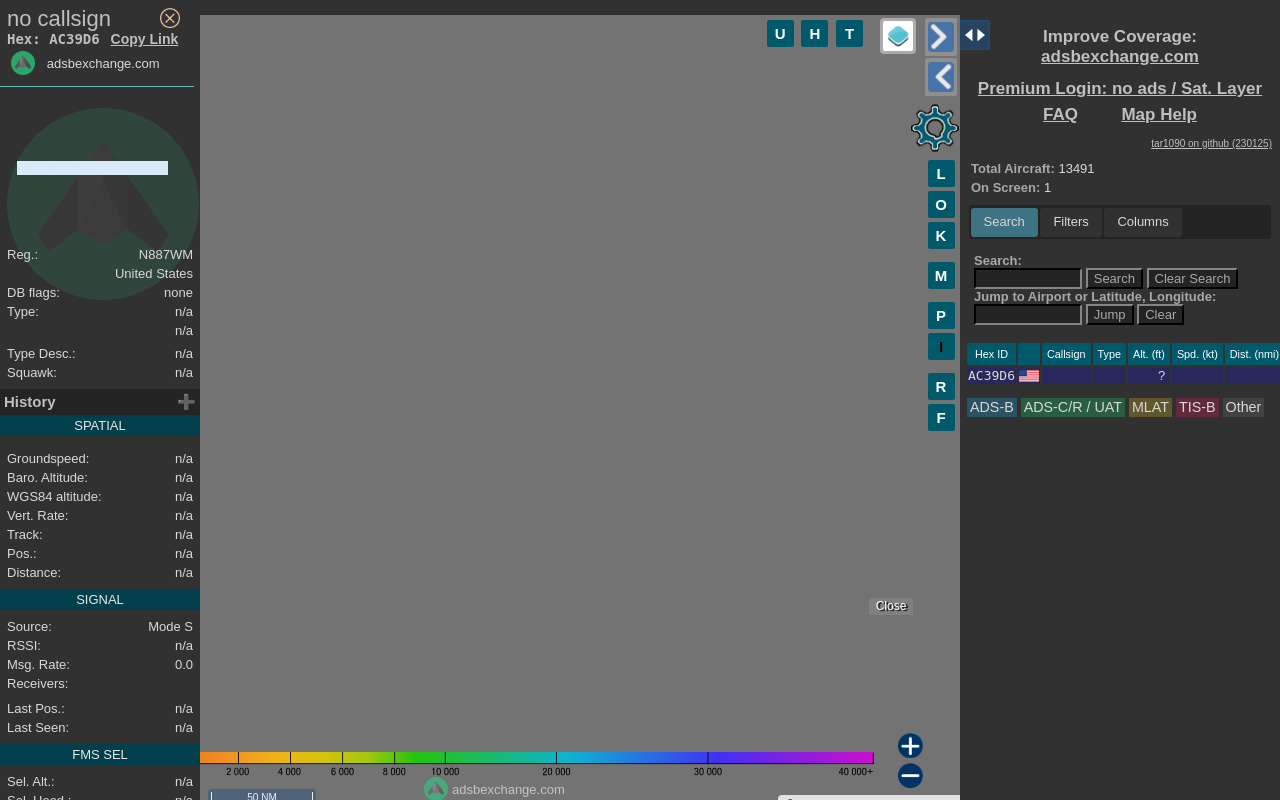 no callsign
Hex: AC39D6 Copy Link
adsbexchange.com
Reg.: N887WM
United States
DB flags: none
Type: n/a
n/a
Type Desc.: n/a
Squawk: n/a
History
SPATIAL
Groundspeed: n/a
Baro. Altitude: n/a
WGS84 altitude: n/a
Vert. Rate: n/a
Track: n/a
Pos.: n/a
Distance: n/a
SIGNAL
Source: Mode S
RSSI: n/a
Msg. Rate: 0.0
Receivers:
Last Pos.: n/a
Last Seen: n/a
FMS SEL
Sel. Alt.: n/a
Sel. Head.: n/a
U H T
L
O
K
M
P
I
R
F
Close
2 000 4 000 6 000 8 000 10 000 20 000 30 000 40 000+
adsbexchange.com
50 NM
Improve Coverage:
adsbexchange.com
Premium Login: no ads / Sat. Layer
FAQ Map Help
tar1090 on github (230125)
Total Aircraft: 13491
On Screen: 1
Search Filters Columns
Search:
Search Clear Search
Jump to Airport or Latitude, Longitude:
Jump Clear
Hex ID Callsign Type Alt. (ft) Spd. (kt) Dist. (nmi)
AC39D6 ?
ADS-B ADS-C/R / UAT MLAT TIS-B Other